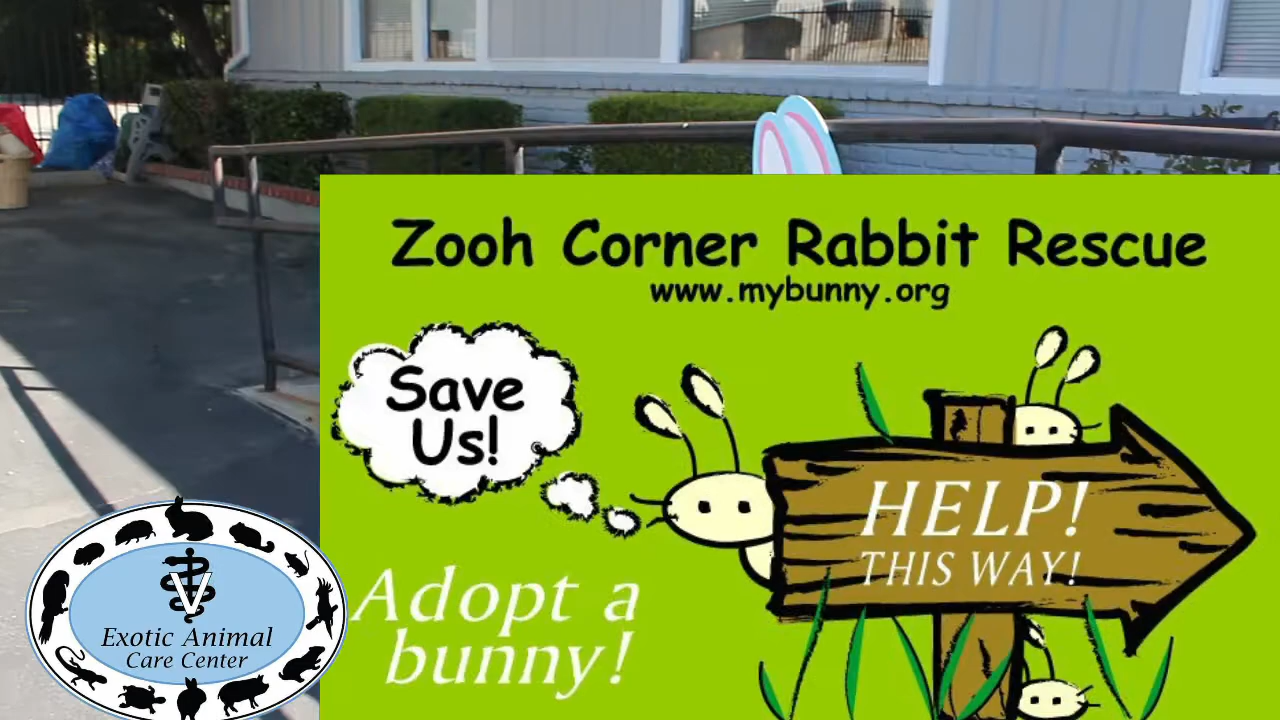 Zooh Corner Rabbit Rescue
www.mybunny.org
Save
Us!
HELP!
THIS WAY!
Adopt a
bunny!
V
Exotic Animal
Care Center